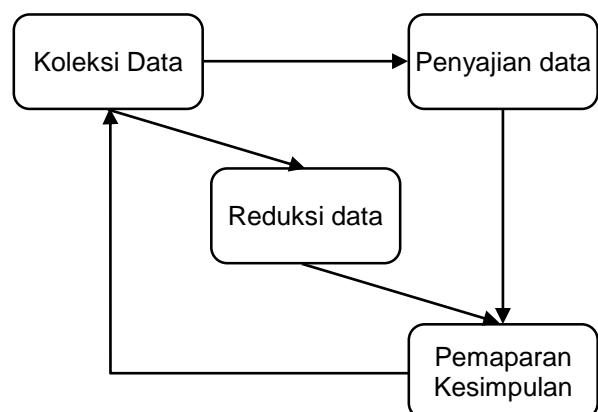 Koleksi Data
Penyajian data
Reduksi data
Pemaparan
Kesimpulan